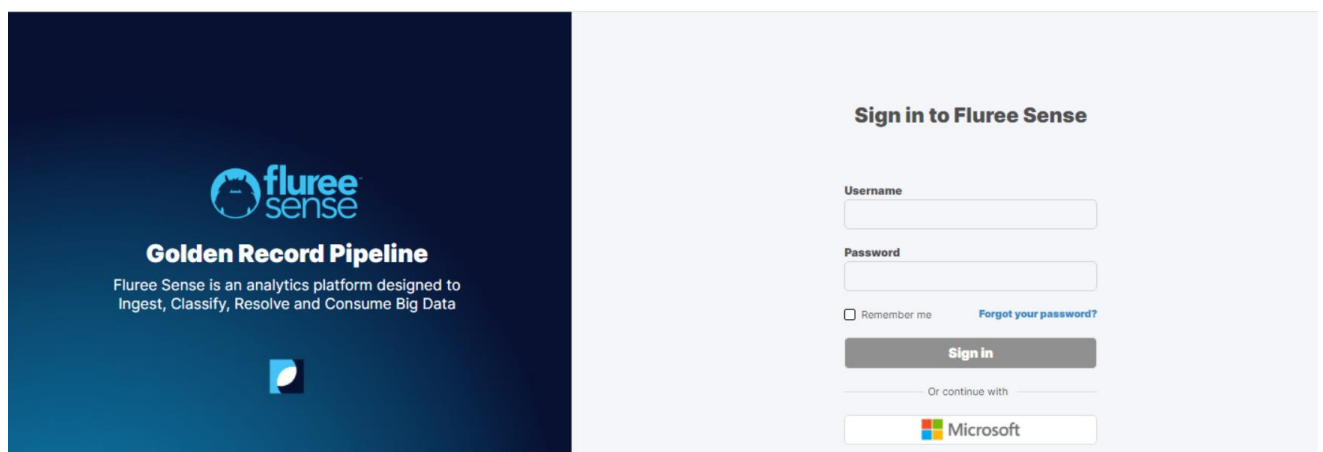 fluree
sense
Golden Record Pipeline
Fluree Sense is an analytics platform designed to
Ingest, Classify, Resolve and Consume Big Data
Sign in to Fluree Sense
Username
Password
Remember me Forgot your password?
Sign in
Or continue with
Microsoft